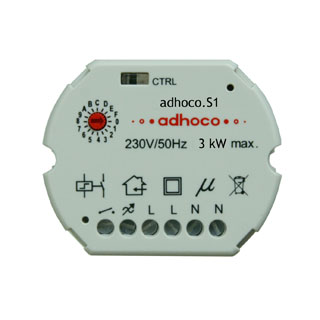 CTRL
adhoco.S1
adhoco
230V/50Hz 3 kW max.
μ
L L N N